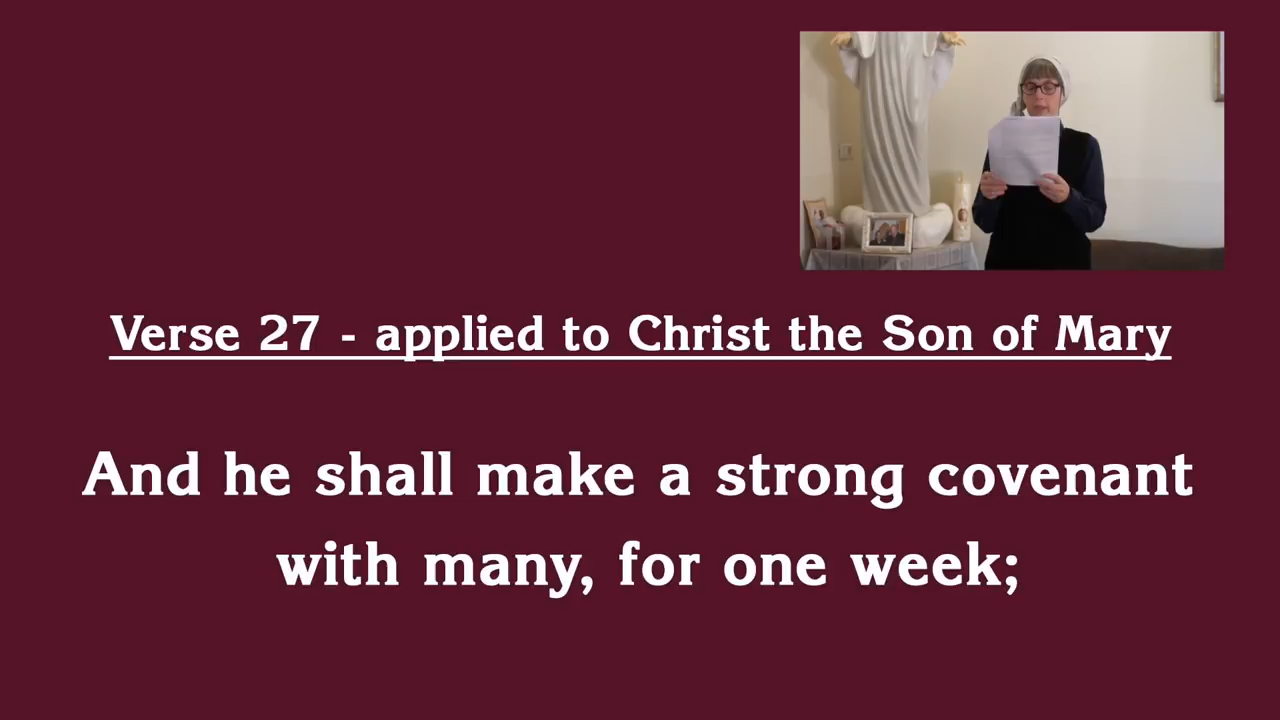 Verse 27 - applied to Christ the Son of Mary
And he shall make a strong covenant
with many, for one week;